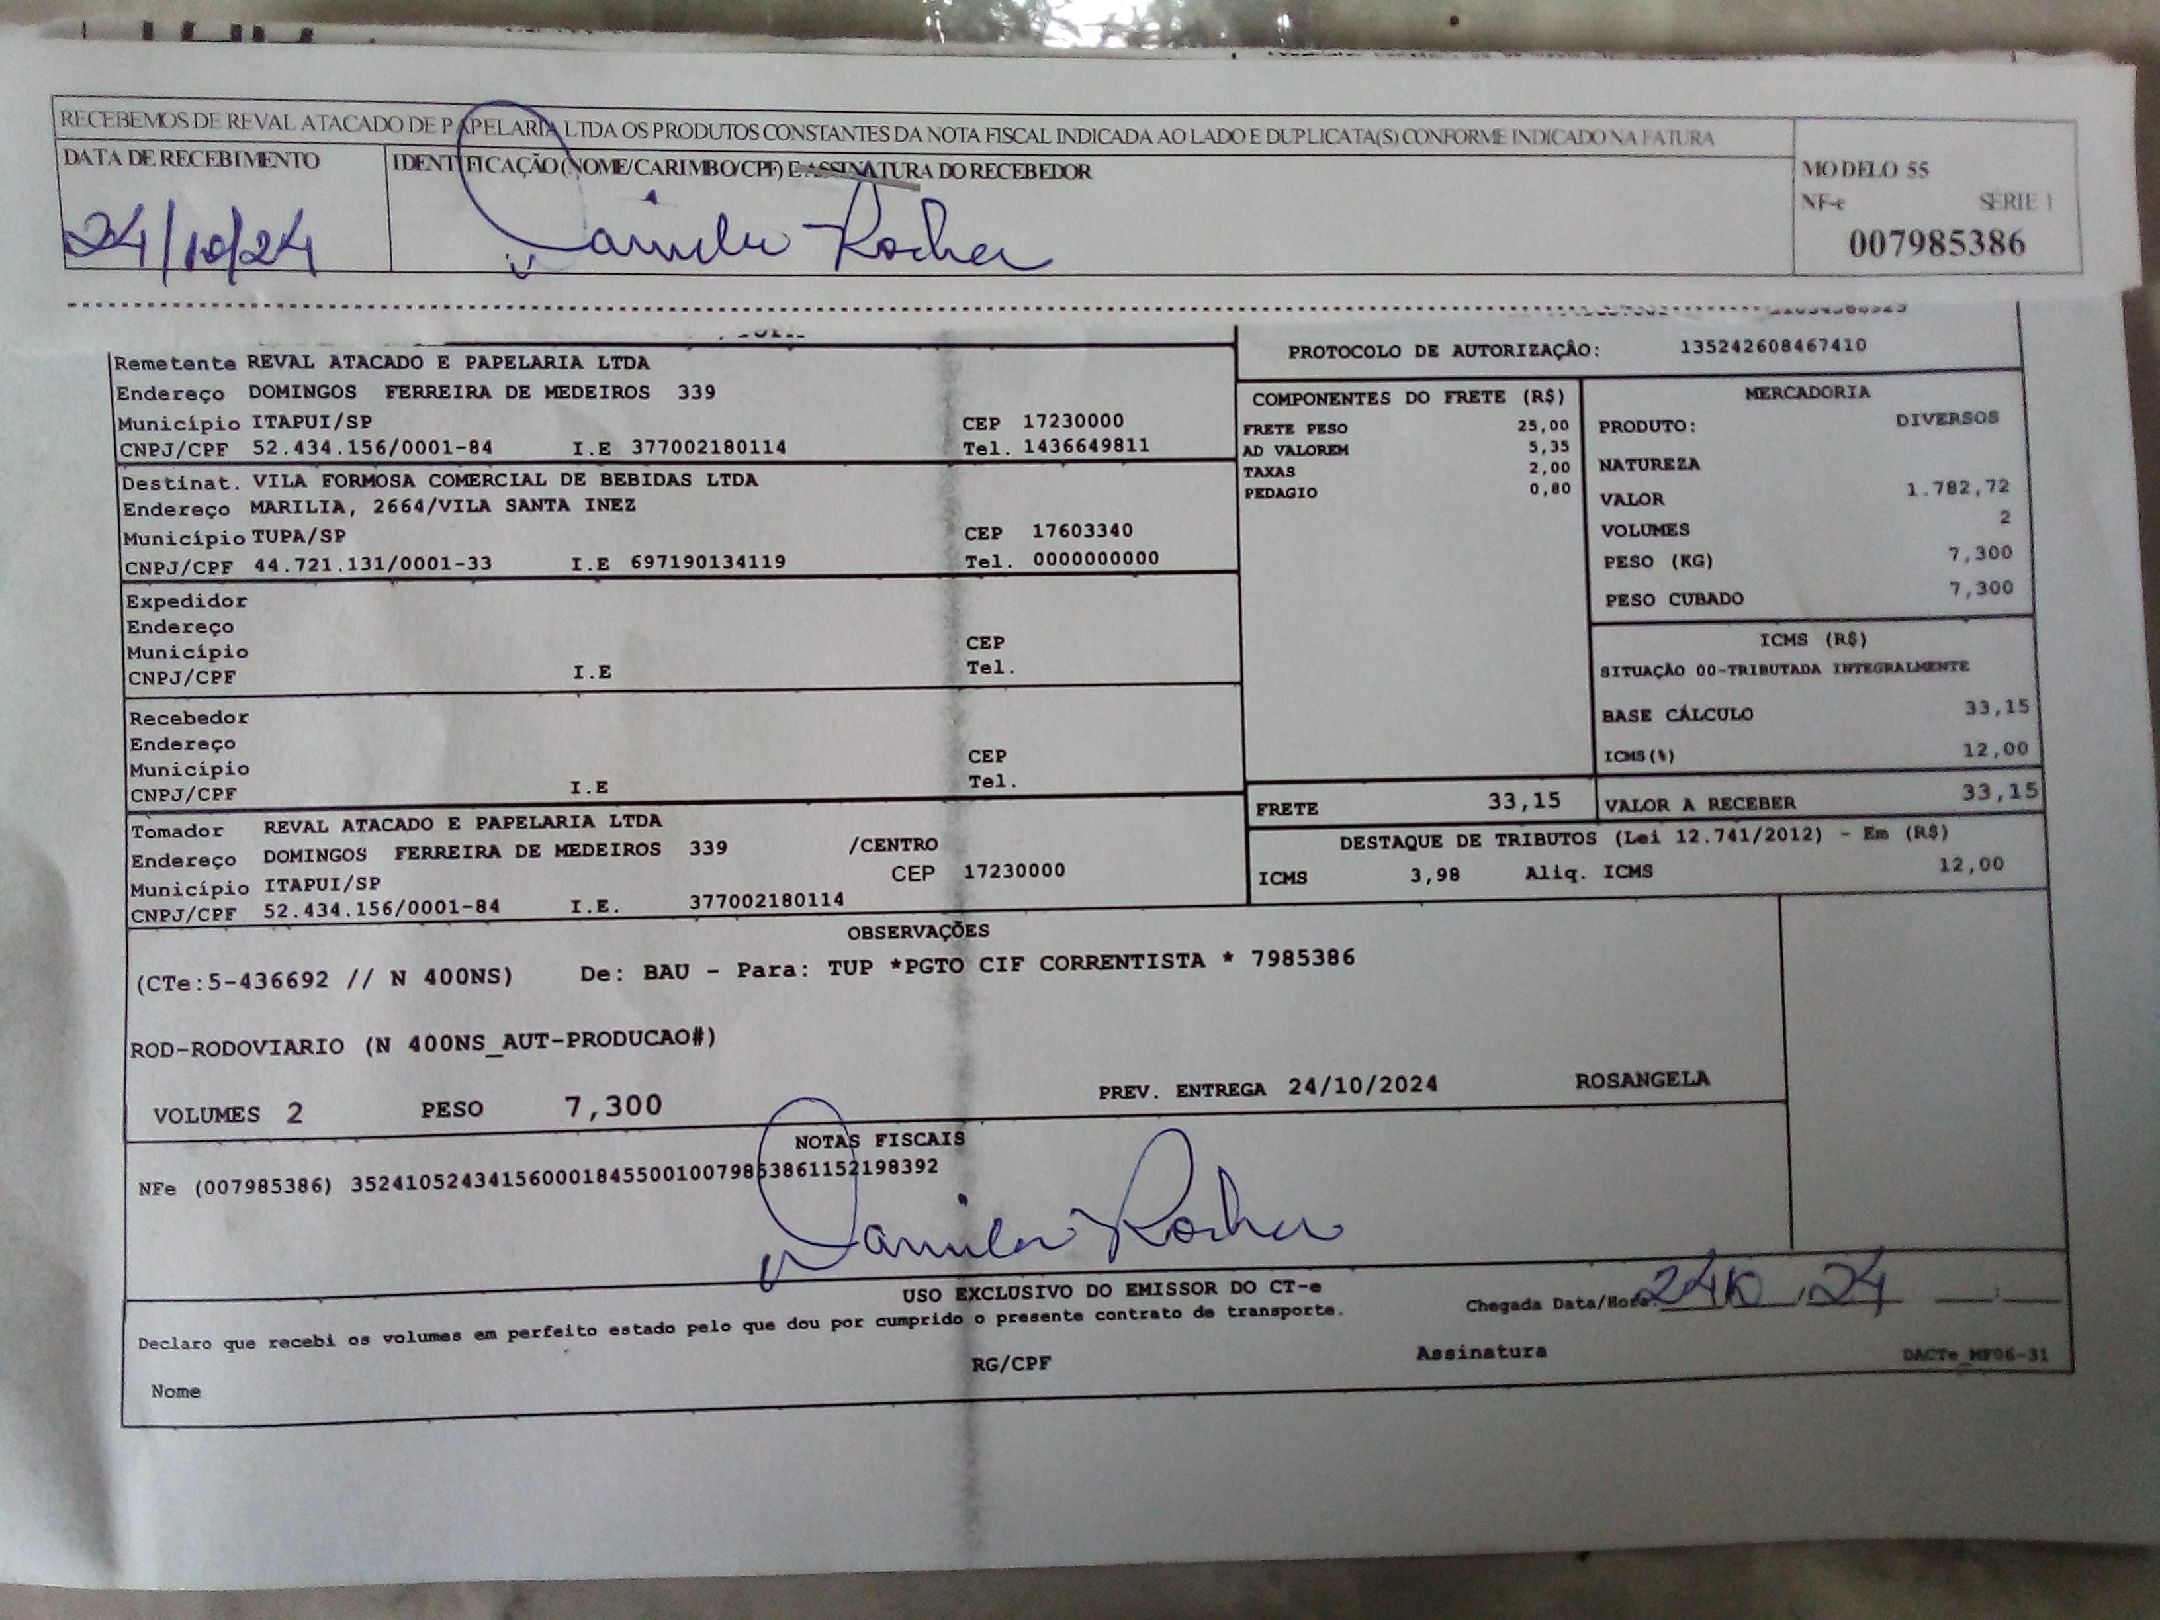 RECEBEMOS DE REVAL ATACADO DE PAPELARIA LTDA OS PRODUTOS CONSTANTES DA NOTA FISCAL INDICADA AO LADO E DUPLICATA(S) CONFORME INDICADO NA FATURA
DATA DE RECEBIMENTO
IDENTIFICAÇÃO (NOME/CARIMBO/CPF) E ASSINATURA DO RECEBEDOR
24/10/24
Camila Rocha
MODELO 55
NF-e SÉRIE 1
007985386
Remetente REVAL ATACADO E PAPELARIA LTDA
Endereço DOMINGOS FERREIRA DE MEDEIROS 339
Município ITAPUI/SP CEP 17230000
CNPJ/CPF 52.434.156/0001-84 I.E 377002180114 Tel. 1436649811
Destinat. VILA FORMOSA COMERCIAL DE BEBIDAS LTDA
Endereço MARILIA, 2664/VILA SANTA INEZ
Município TUPA/SP CEP 17603340
CNPJ/CPF 44.721.131/0001-33 I.E 697190134119 Tel. 0000000000
Expedidor
Endereço
Município CEP
CNPJ/CPF I.E Tel.
Recebedor
Endereço
Município CEP
CNPJ/CPF I.E Tel.
Tomador REVAL ATACADO E PAPELARIA LTDA
Endereço DOMINGOS FERREIRA DE MEDEIROS 339 /CENTRO
Município ITAPUI/SP CEP 17230000
CNPJ/CPF 52.434.156/0001-84 I.E. 377002180114
PROTOCOLO DE AUTORIZAÇÃO: 135242608467410
COMPONENTES DO FRETE (R$)
FRETE PESO 25,00
AD VALOREM 5,35
TAXAS 2,00
PEDAGIO 0,80
MERCADORIA
PRODUTO: DIVERSOS
NATUREZA
VALOR 1.782,72
VOLUMES 2
PESO (KG) 7,300
PESO CUBADO 7,300
ICMS (R$)
SITUAÇÃO 00-TRIBUTADA INTEGRALMENTE
BASE CÁLCULO 33,15
ICMS(%) 12,00
FRETE 33,15
VALOR A RECEBER 33,15
DESTAQUE DE TRIBUTOS (Lei 12.741/2012) - Em (R$)
ICMS 3,98 Aliq. ICMS 12,00
OBSERVAÇÕES
(CTe:5-436692 // N 400NS) De: BAU - Para: TUP *PGTO CIF CORRENTISTA * 7985386
ROD-RODOVIARIO (N 400NS_AUT-PRODUCAO#)
VOLUMES 2 PESO 7,300 PREV. ENTREGA 24/10/2024 ROSANGELA
NOTAS FISCAIS
NFe (007985386) 35241052434156000184550010079853861152198392
Camila Rocha
USO EXCLUSIVO DO EMISSOR DO CT-e
Declaro que recebi os volumes em perfeito estado pelo que dou por cumprido o presente contrato de transporte.
Chegada Data/Hora: 24 10 24
Nome RG/CPF Assinatura DACTe_MF06-31